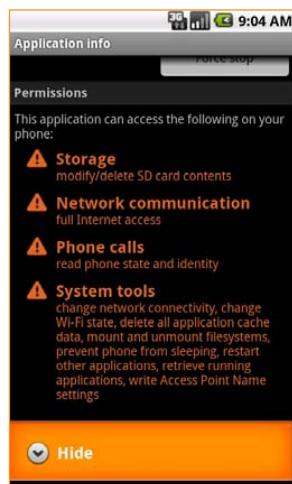 3G 9:04 AM
Application info
Force stop
Permissions
This application can access the following on your
phone:
Storage
modify/delete SD card contents
Network communication
full Internet access
Phone calls
read phone state and identity
System tools
change network connectivity, change
Wi-Fi state, delete all application cache
data, mount and unmount filesystems,
prevent phone from sleeping, restart
other applications, retrieve running
applications, write Access Point Name
settings
Hide